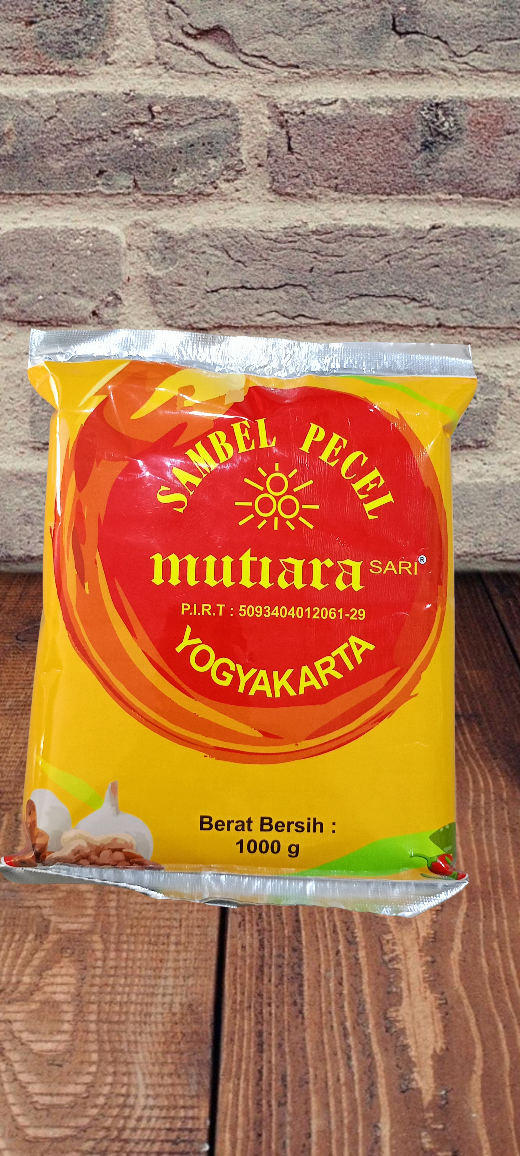 SAMBEL PECEL
mutiara SARI®
P.I.R.T : 5093404012061-29
YOGYAKARTA
Berat Bersih :
1000 g